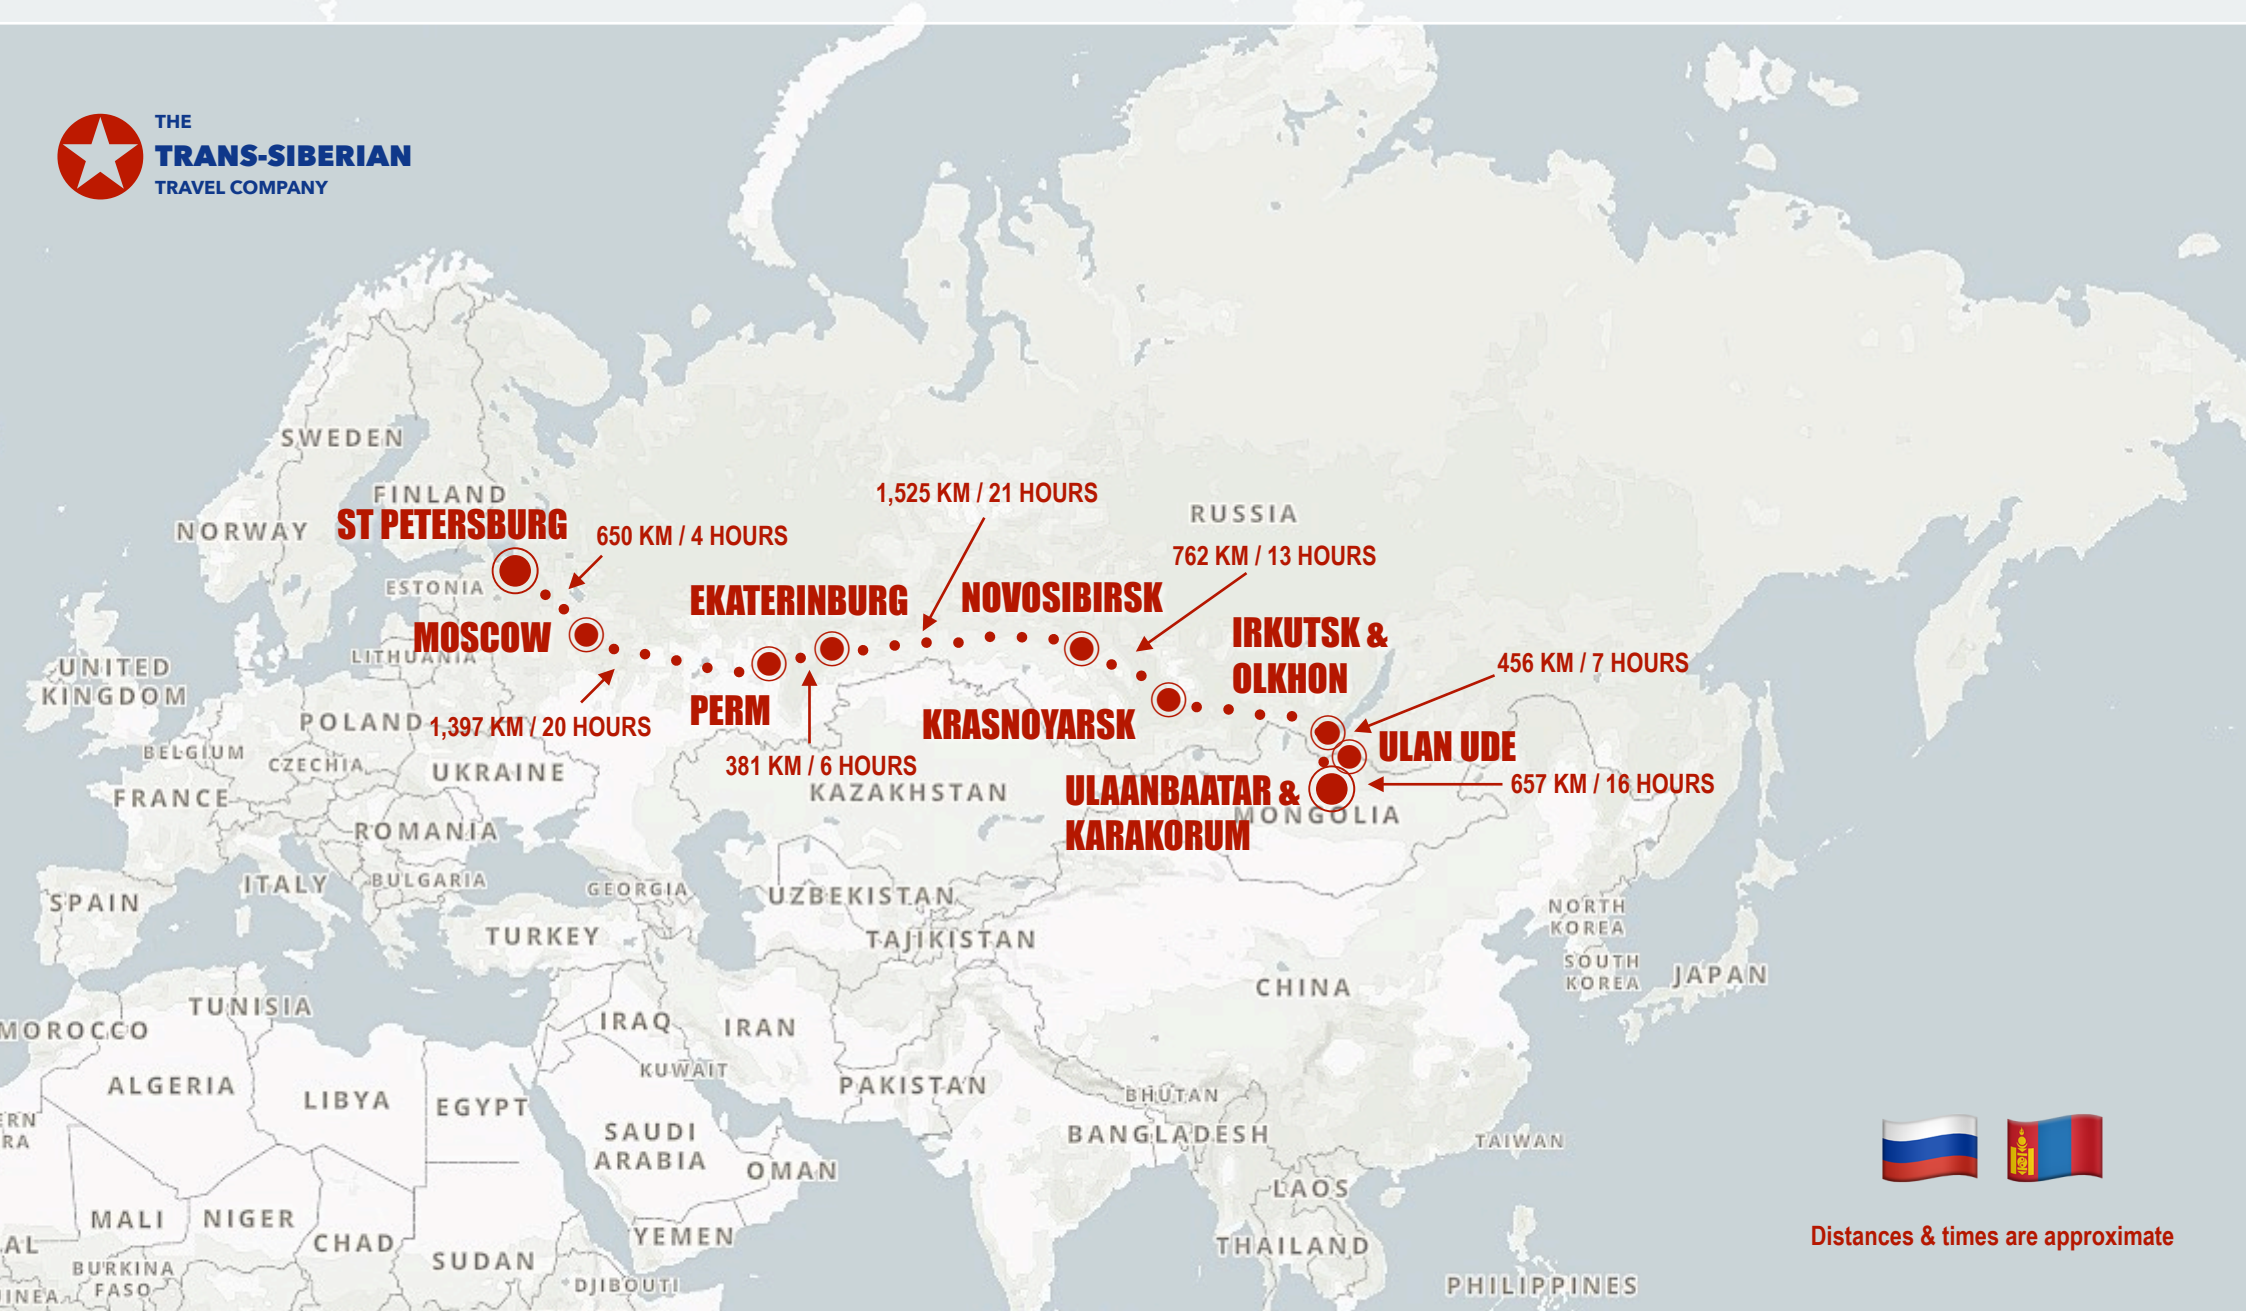 THE
TRANS-SIBERIAN
TRAVEL COMPANY
SWEDEN
FINLAND
NORWAY
ST PETERSBURG
650 KM / 4 HOURS
1,525 KM / 21 HOURS
RUSSIA
762 KM / 13 HOURS
ESTONIA
EKATERINBURG
NOVOSIBIRSK
MOSCOW
LITHUANIA
IRKUTSK &
OLKHON
456 KM / 7 HOURS
UNITED
KINGDOM
POLAND
1,397 KM / 20 HOURS
PERM
KRASNOYARSK
ULAN UDE
BELGIUM
CZECHIA
UKRAINE
381 KM / 6 HOURS
657 KM / 16 HOURS
FRANCE
KAZAKHSTAN
ULAANBAATAR &
KARAKORUM
MONGOLIA
ROMANIA
ITALY
BULGARIA
GEORGIA
SPAIN
UZBEKISTAN
TURKEY
TAJIKISTAN
NORTH
KOREA
SOUTH
KOREA
JAPAN
CHINA
TUNISIA
MOROCCO
IRAQ
IRAN
KUWAIT
ALGERIA
LIBYA
EGYPT
PAKISTAN
BHUTAN
ERN
RA
SAUDI
ARABIA
OMAN
BANGLADESH
TAIWAN
LAOS
MALI
NIGER
CHAD
SUDAN
YEMEN
THAILAND
AL
BURKINA
FASO
INEA
DJIBOUTI
PHILIPPINES
Distances & times are approximate